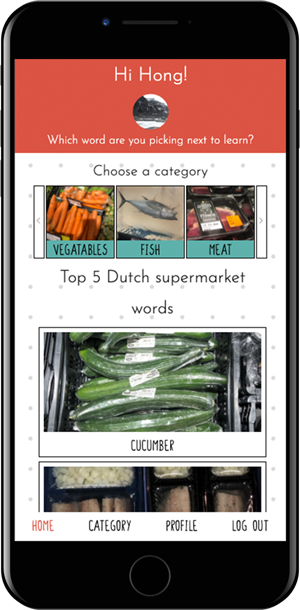 Hi Hong!
Which word are you picking next to learn?
Choose a category
VEGATABLES
FISH
MEAT
Top 5 Dutch supermarket
words
CUCUMBER
HOME
CATEGORY
PROFILE
LOG OUT